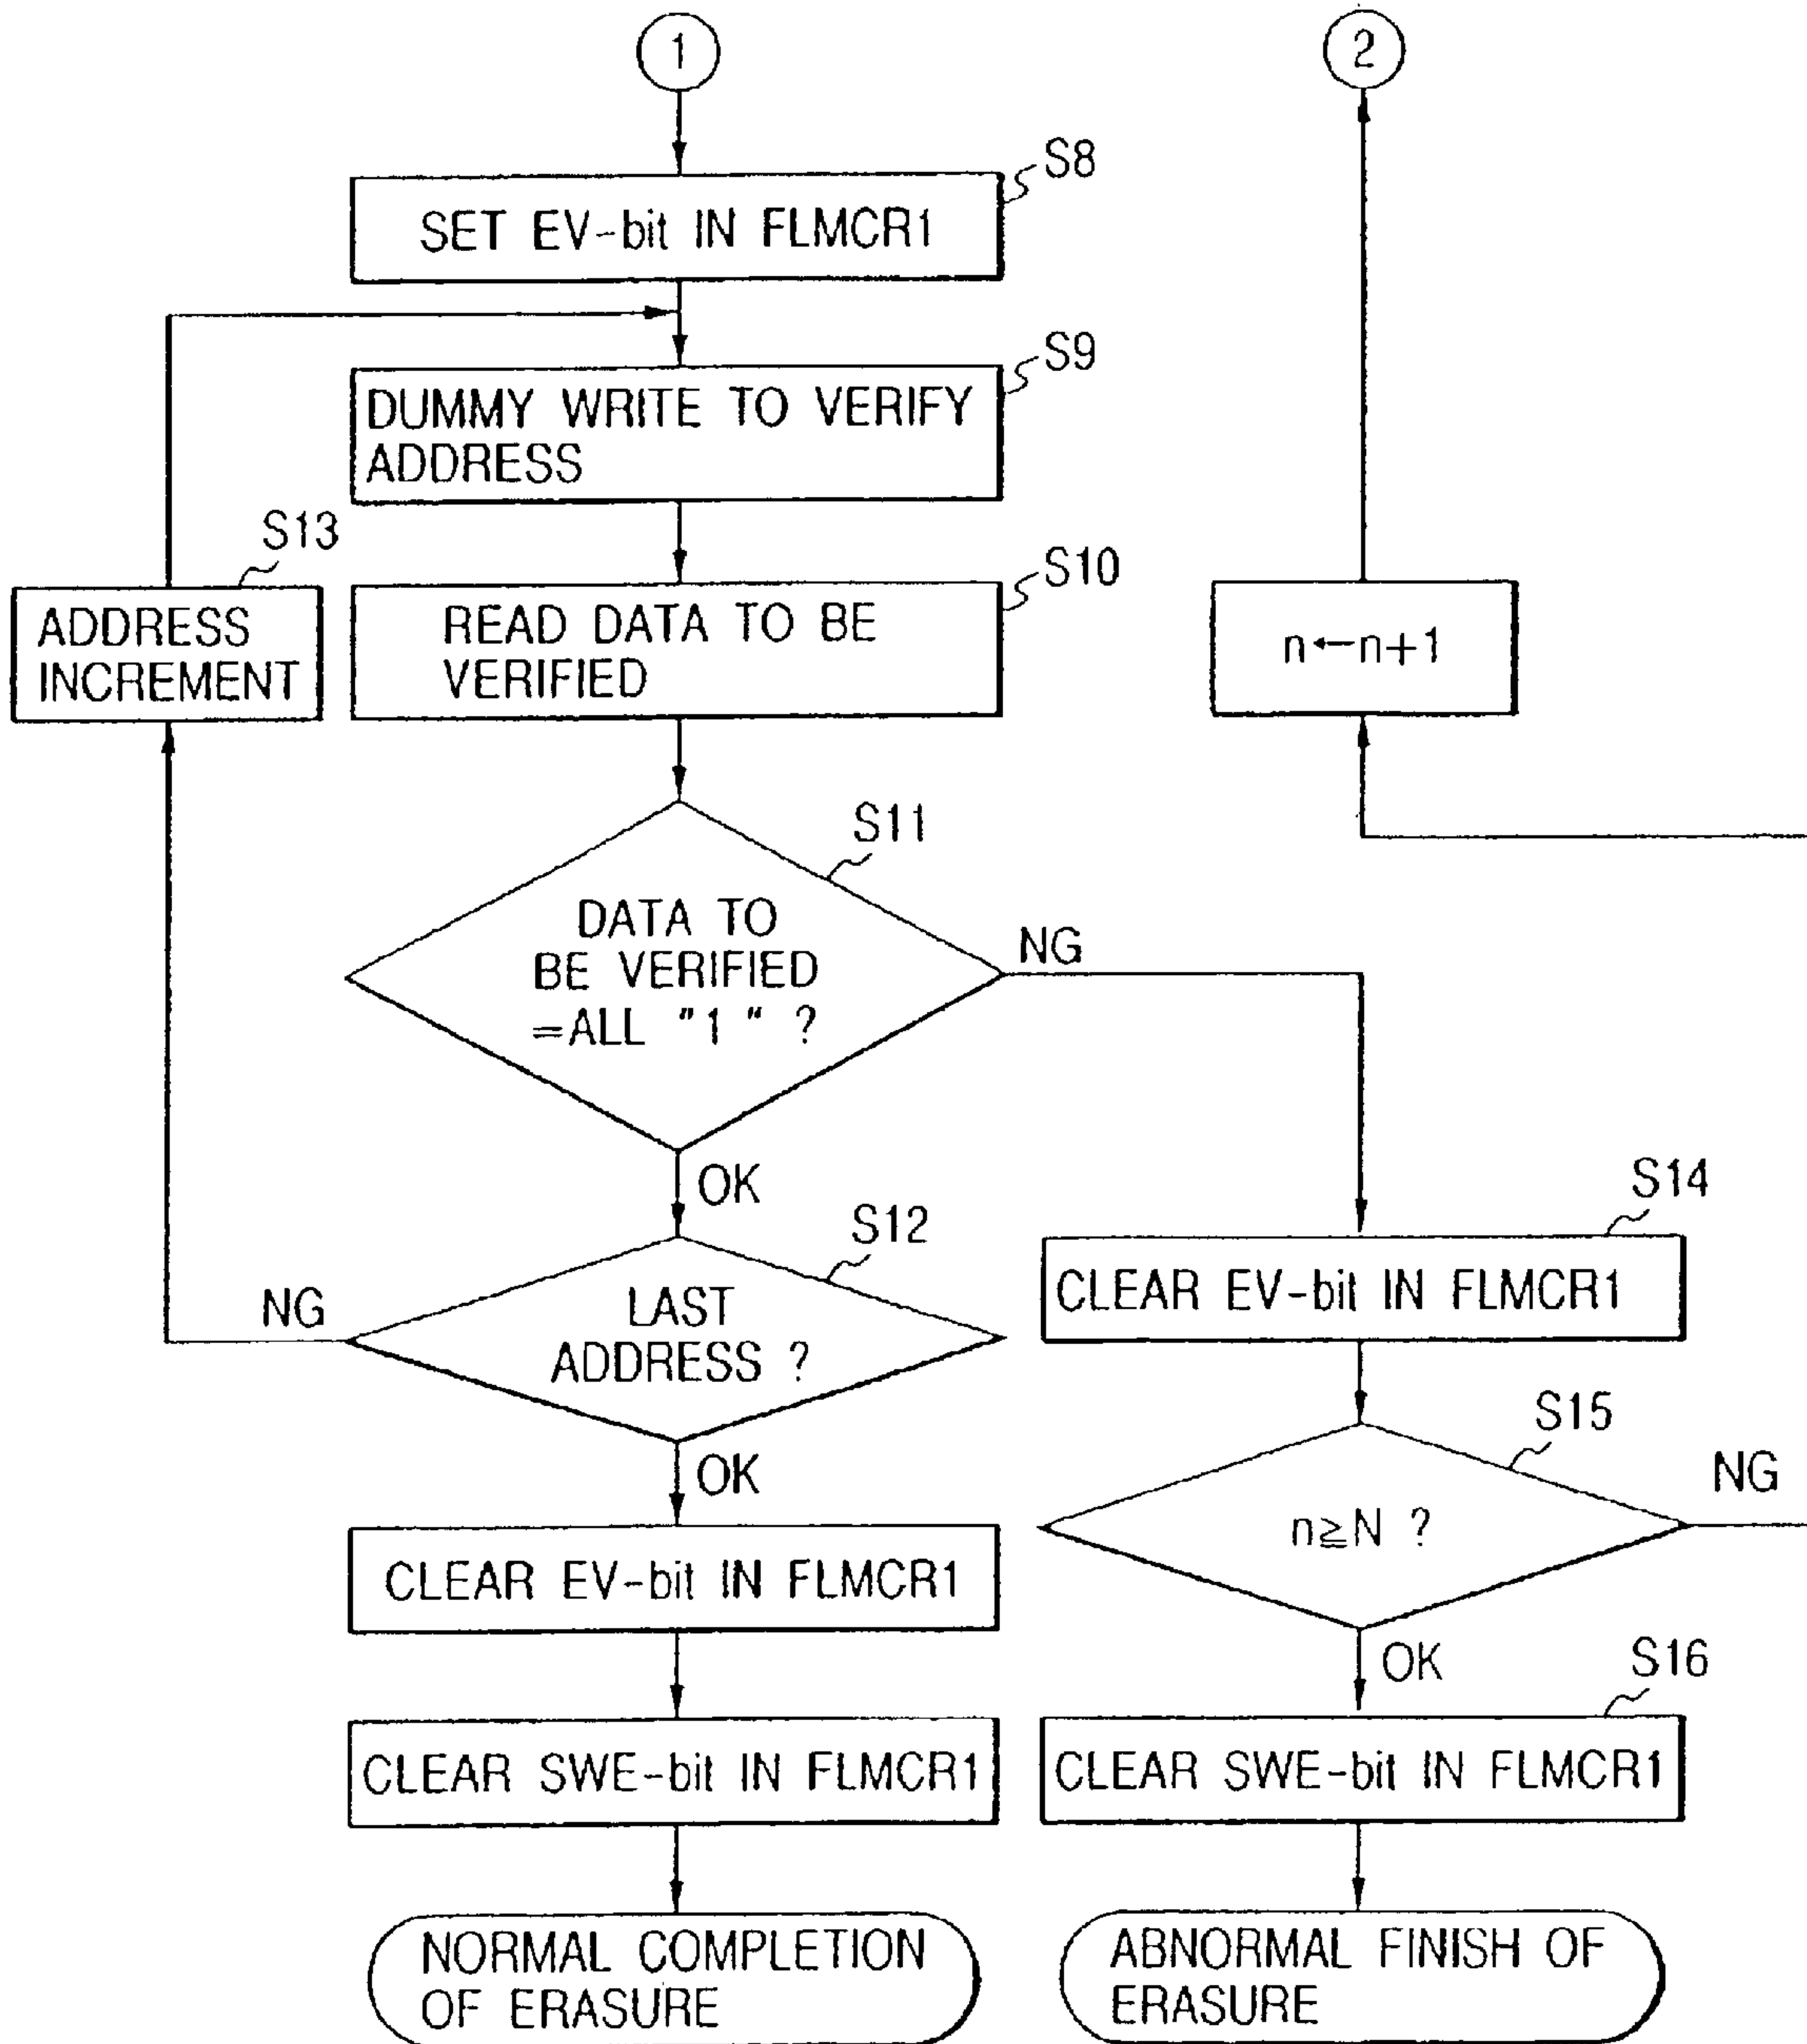 1
2
S8
SET EV-bit IN FLMCR1
S9
DUMMY WRITE TO VERIFY
ADDRESS
S13
ADDRESS
INCREMENT
S10
READ DATA TO BE
VERIFIED
n←n+1
S11
DATA TO
BE VERIFIED
=ALL "1" ?
NG
OK
S12
LAST
ADDRESS ?
NG
OK
S14
CLEAR EV-bit IN FLMCR1
S15
n≧N ?
NG
OK
CLEAR EV-bit IN FLMCR1
S16
CLEAR SWE-bit IN FLMCR1
CLEAR SWE-bit IN FLMCR1
NORMAL COMPLETION
OF ERASURE
ABNORMAL FINISH OF
ERASURE